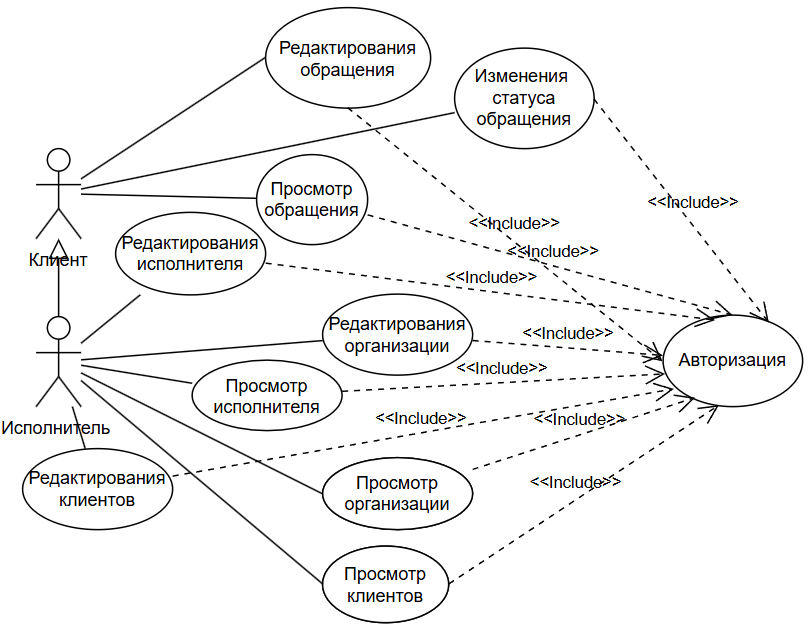 Редактирования
обращения
Изменения
статуса
обращения
Просмотр
обращения
<<Include>>
<<Include>>
<<Include>>
<<Include>>
Клиент
Редактирования
исполнителя
Редактирования
организации
<<Include>>
Авторизация
Просмотр
исполнителя
<<Include>>
Исполнитель
<<Include>>
<<Include>>
Редактирования
клиентов
Просмотр
организации
<<Include>>
Просмотр
клиентов